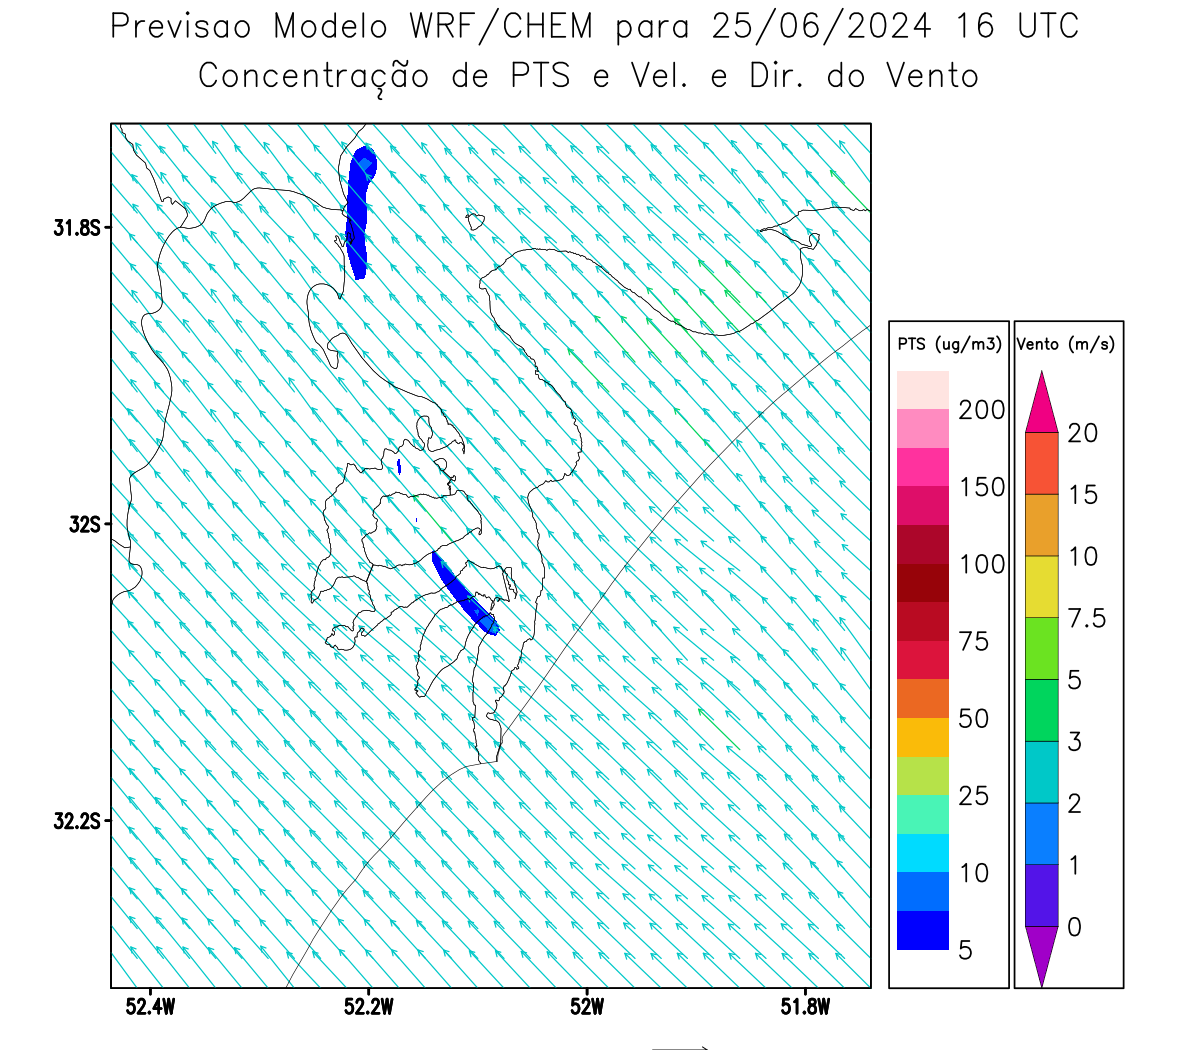 Previsao Modelo WRF/CHEM para 25/06/2024 16 UTC
Concentração de PTS e Vel. e Dir. do Vento
31.8S
32S
32.2S
52.4W
52.2W
52W
51.8W
PTS (ug/m3)
200
150
100
75
50
25
10
5
Vento (m/s)
20
15
10
7.5
5
3
2
1
0